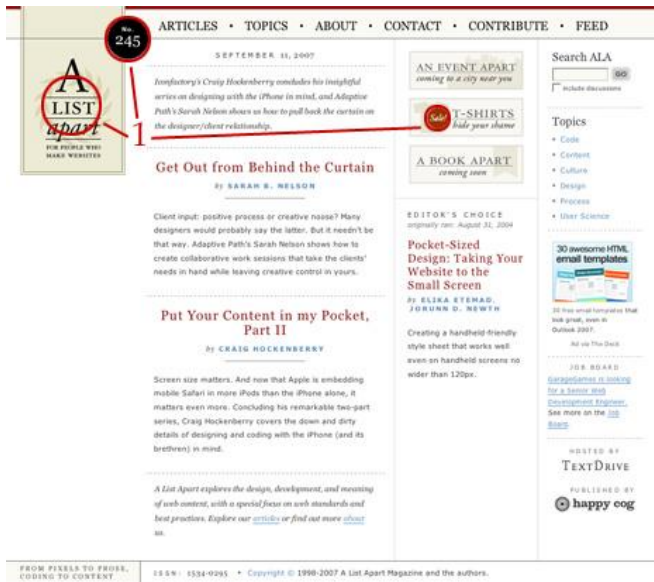 No.
245
ARTICLES • TOPICS • ABOUT • CONTACT • CONTRIBUTE • FEED
A
LIST
apart
FOR PEOPLE WHO
MAKE WEBSITES
1
SEPTEMBER 11, 2007
Ironfactory's Craig Hockenberry concludes his insightful
series on designing with the iPhone in mind, and Adaptive
Path's Sarah Nelson shows us how to pull back the curtain on
the designer/client relationship.
Get Out from Behind the Curtain
by SARAH B. NELSON
Client input: positive process or creative noose? Many
designers would probably say the latter. But it needn't be
that way. Adaptive Path's Sarah Nelson shows how to
create collaborative work sessions that take the clients'
needs in hand while leaving creative control in yours.
Put Your Content in my Pocket,
Part II
by CRAIG HOCKENBERRY
Screen size matters. And now that Apple is embedding
mobile Safari in more iPods than the iPhone alone, it
matters even more. Concluding his remarkable two-part
series, Craig Hockenberry covers the down and dirty
details of designing and coding with the iPhone (and its
brethren) in mind.
A List Apart explores the design, development, and meaning
of web content, with a special focus on web standards and
best practices. Explore our articles or find out more about
us.
AN EVENT APART
coming to a city near you
Sale!
T-SHIRTS
hide your shame
A BOOK APART
coming soon
EDITOR'S CHOICE
originally ran: August 31, 2004
Pocket-Sized
Design: Taking Your
Website to the
Small Screen
by ELIKA ETEMAD,
JORUNN D. NEWTH
Creating a handheld-friendly
style sheet that works well
even on handheld screens no
wider than 120px.
Search ALA
GO
include discussions
Topics
• Code
• Content
• Culture
• Design
• Process
• User Science
30 awesome HTML
email templates
30 free email templates that
look great, even in
Outlook 2007.
Ad via The Deck
JOB BOARD
GarageGames is looking
for a Senior Web
Development Engineer.
See more on the Job
Board.
HOSTED BY
TEXTDRIVE
PUBLISHED BY
happy cog
FROM PIXELS TO PROSE,
CODING TO CONTENT
ISSN: 1534-0295 • Copyright © 1998-2007 A List Apart Magazine and the authors.